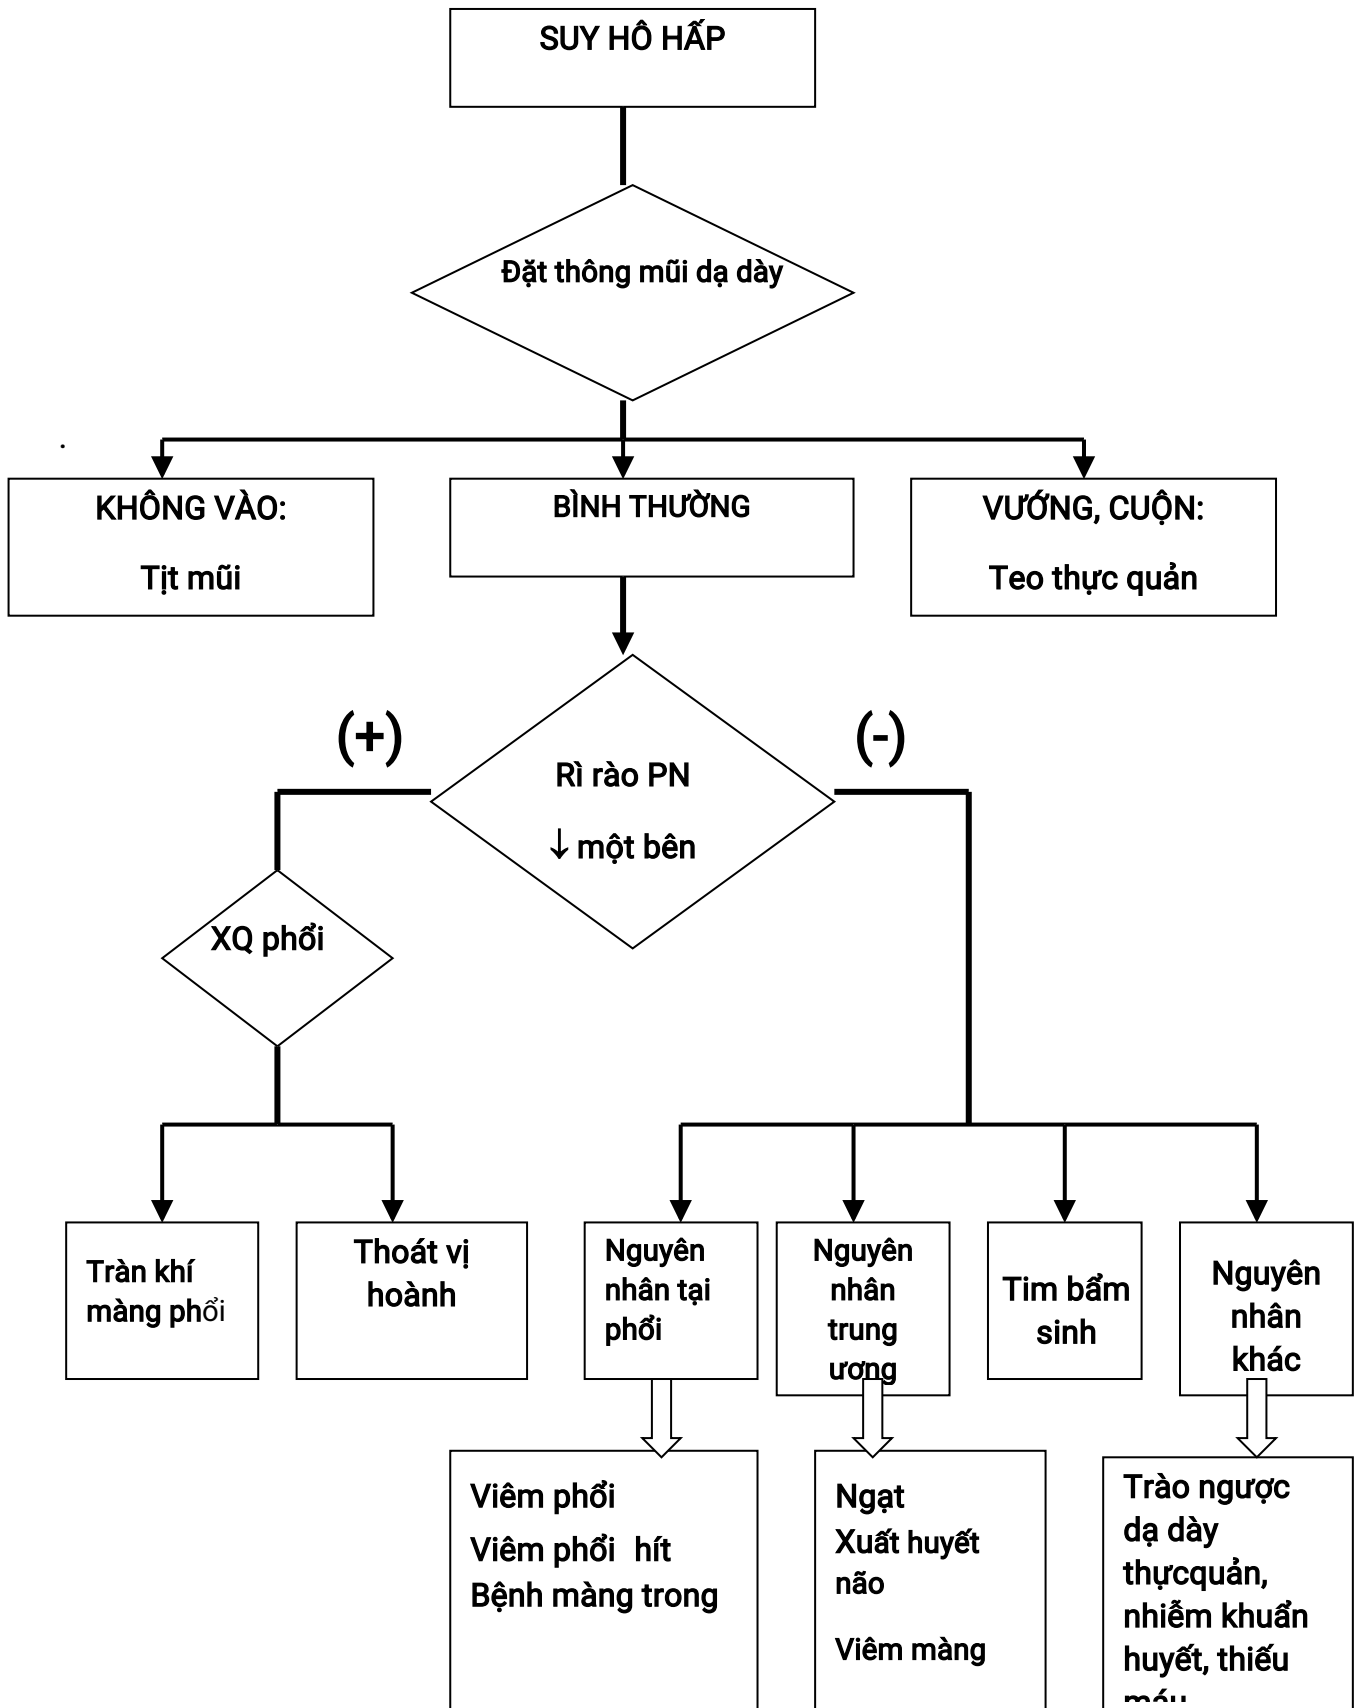 SUY HÔ HẤP
Đặt thông mũi dạ dày
KHÔNG VÀO:
Tịt mũi
BÌNH THƯỜNG
VƯỚNG, CUỘN:
Teo thực quản
(+)
(-)
Rì rào PN
↓ một bên
XQ phổi
Tràn khí
màng phổi
Thoát vị
hoành
Nguyên
nhân tại
phổi
Nguyên
nhân
trung
ương
Tim bẩm
sinh
Nguyên
nhân
khác
Viêm phổi
Viêm phổi hít
Bệnh màng trong
Ngạt
Xuất huyết
não
Viêm màng
Trào ngược
dạ dày
thựcquản,
nhiễm khuẩn
huyết, thiếu